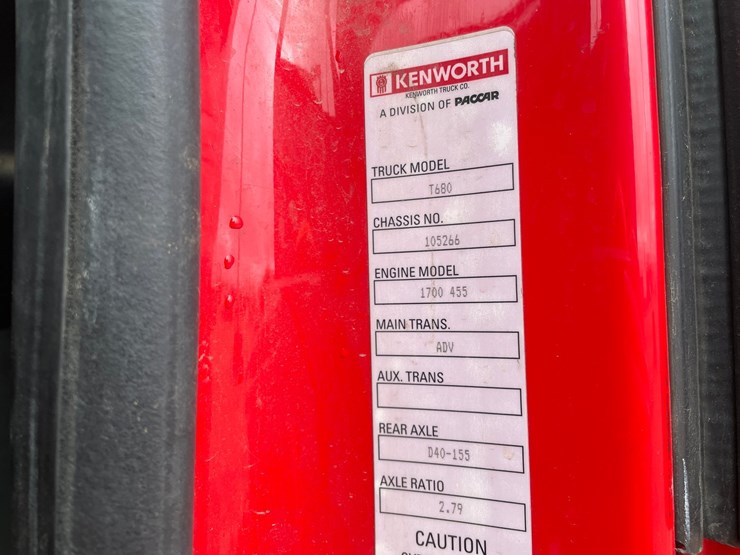 KENWORTH
KENWORTH TRUCK CO.
A DIVISION OF PACCAR
TRUCK MODEL
T680
CHASSIS NO.
105266
ENGINE MODEL
1700 455
MAIN TRANS.
ADV
AUX. TRANS
REAR AXLE
D40-155
AXLE RATIO
2.79
CAUTION